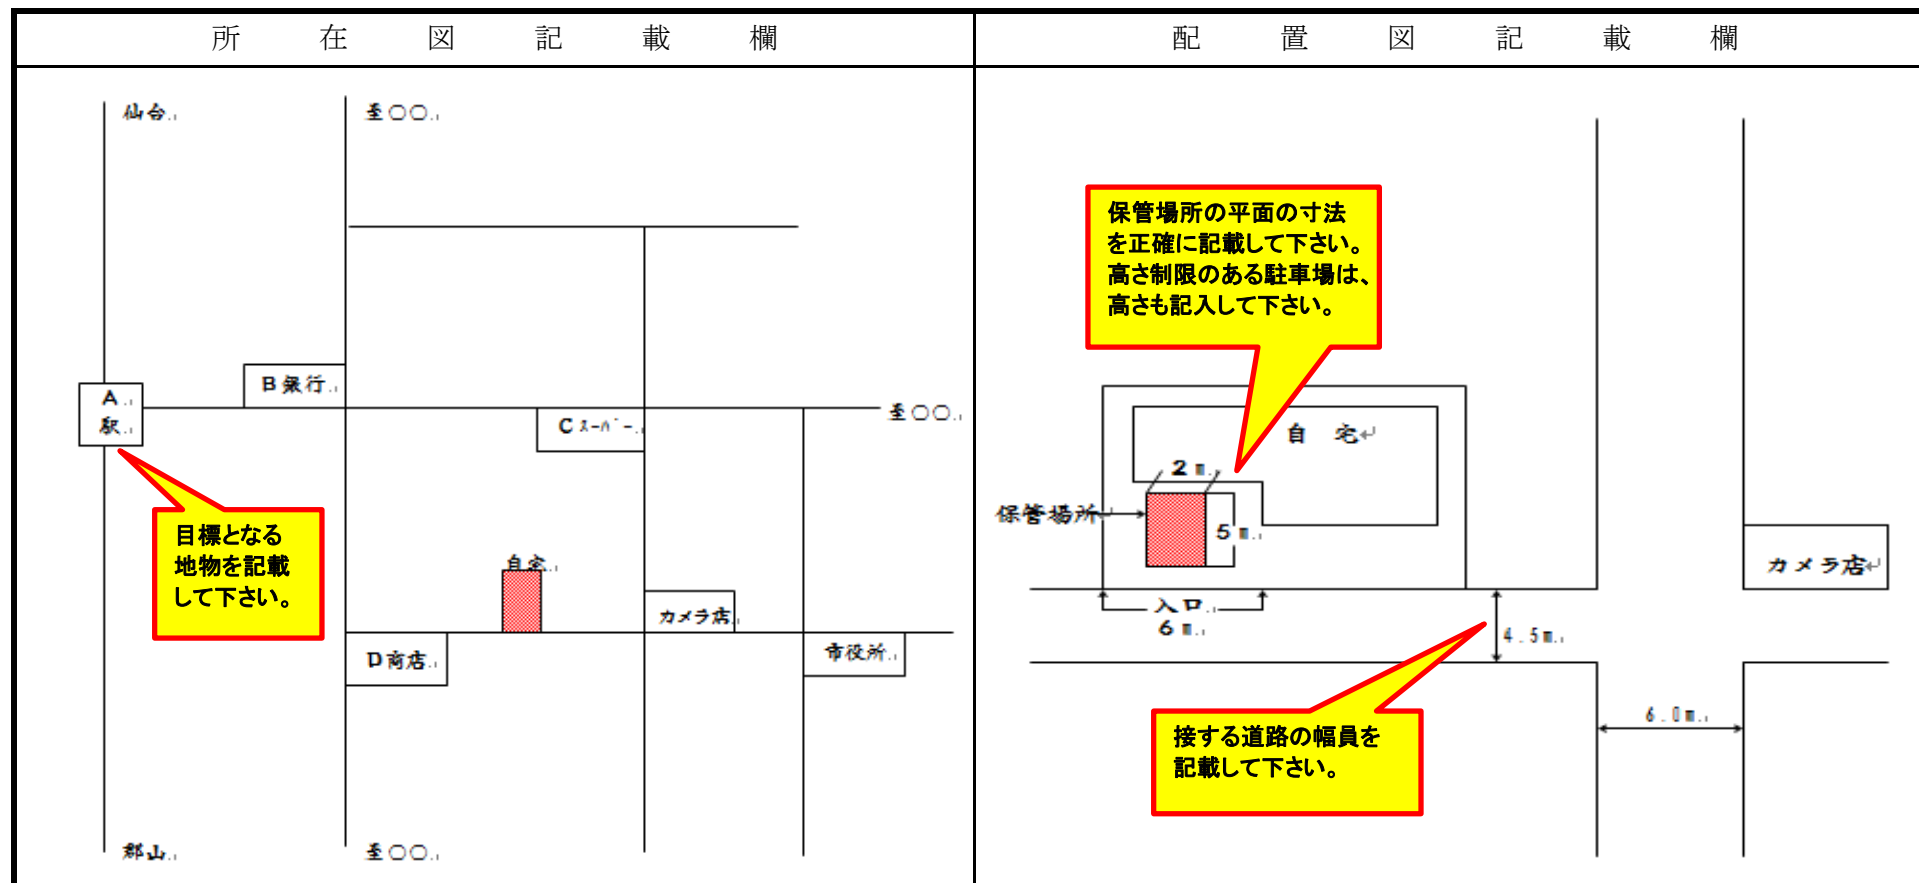 所在図記載欄
仙台
至〇〇
B銀行
A
駅
Cスーパー
至〇〇
目標となる
地物を記載
して下さい。
自宅
カメラ店
D商店
市役所
郡山
至〇〇
配置図記載欄
保管場所の平面の寸法
を正確に記載して下さい。
高さ制限のある駐車場は、
高さも記入して下さい。
自　宅
2m
保管場所
5m
カメラ店
入口
6m
4.5m
6.0m
接する道路の幅員を
記載して下さい。